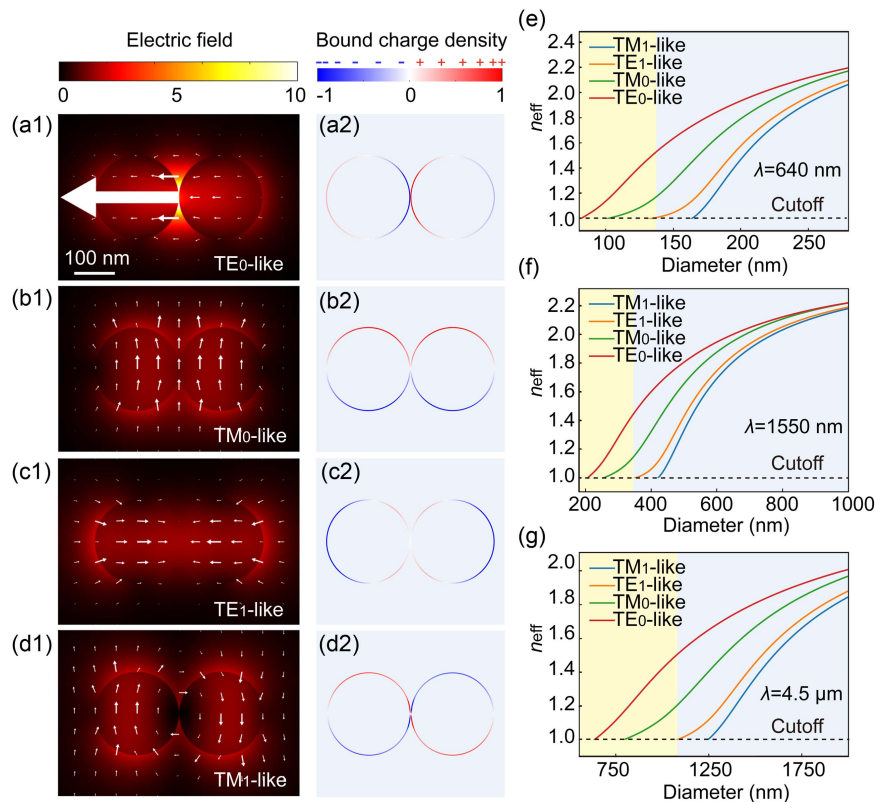 Electric field
0 5 10
Bound charge density
-- - - - - + + + + ++
-1 0 1
(a1)
100 nm
TE0-like
(a2)
(b1)
TM0-like
(b2)
(c1)
TE1-like
(c2)
(d1)
TM1-like
(d2)
(e)
neff
2.4
2.2
2.0
1.8
1.6
1.4
1.2
1.0
TM1-like
TE1-like
TM0-like
TE0-like
λ=640 nm
Cutoff
100 150 200 250
Diameter (nm)
(f)
neff
2.2
2.0
1.8
1.6
1.4
1.2
1.0
TM1-like
TE1-like
TM0-like
TE0-like
λ=1550 nm
Cutoff
200 400 600 800 1000
Diameter (nm)
(g)
neff
2.0
1.8
1.6
1.4
1.2
1.0
TM1-like
TE1-like
TM0-like
TE0-like
λ=4.5 μm
Cutoff
750 1250 1750
Diameter (nm)